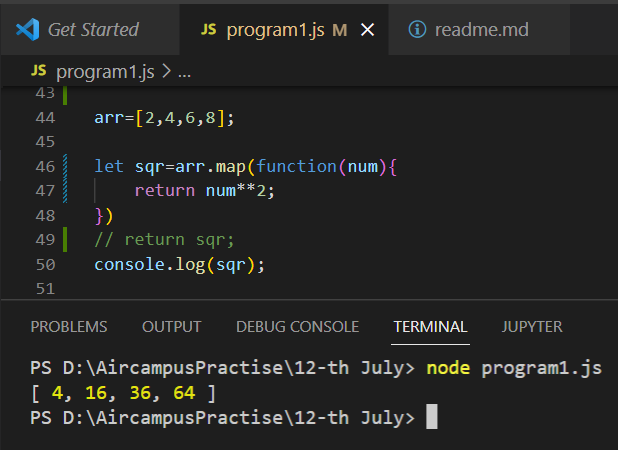 Get Started
JS program1.js M
readme.md
JS program1.js > ...
43
44 arr=[2,4,6,8];
45
46 let sqr=arr.map(function(num){
47     return num**2;
48 })
49 // return sqr;
50 console.log(sqr);
51
PROBLEMS OUTPUT DEBUG CONSOLE TERMINAL JUPYTER
PS D:\AircampusPractise\12-th July> node program1.js
[ 4, 16, 36, 64 ]
PS D:\AircampusPractise\12-th July>